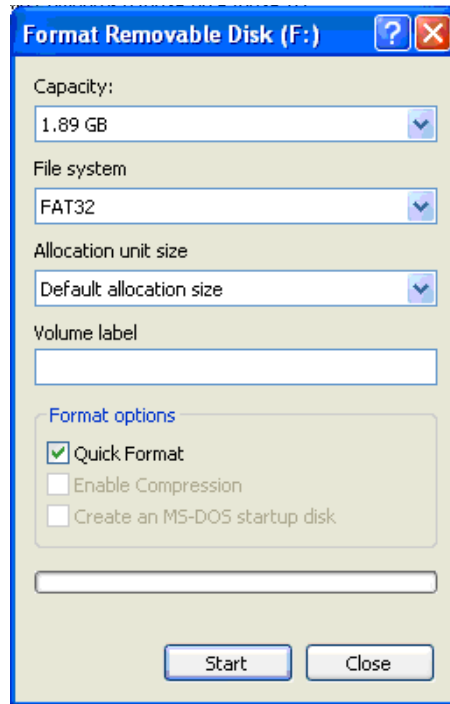 Format Removable Disk (F:)
Capacity:
1.89 GB
File system
FAT32
Allocation unit size
Default allocation size
Volume label
Format options
Quick Format
Enable Compression
Create an MS-DOS startup disk
Start Close